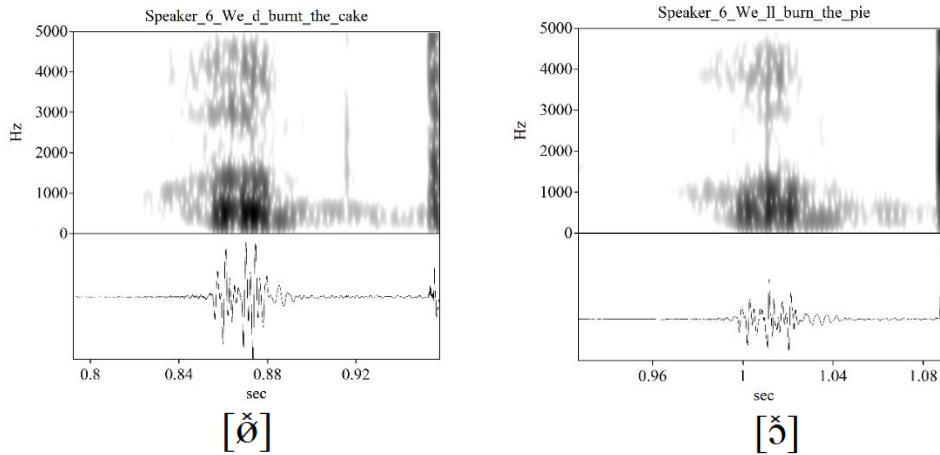 Speaker_6_We_d_burnt_the_cake
5000
4000
3000
2000
1000
0
Hz
0.8
0.84
0.88
0.92
sec
[ø̽]
Speaker_6_We_ll_burn_the_pie
5000
4000
3000
2000
1000
0
Hz
0.96
1
1.04
1.08
sec
[ɔ̽]